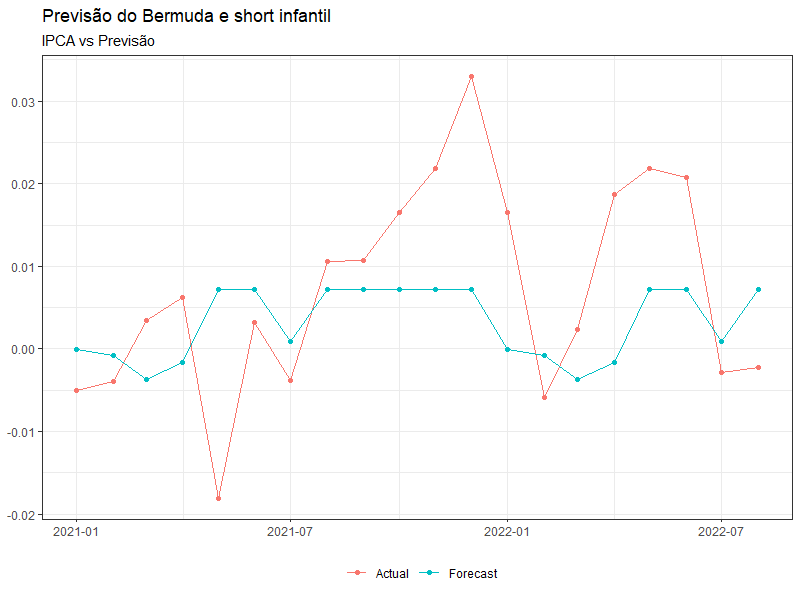 Previsão do Bermuda e short infantil
IPCA vs Previsão
0.03
0.02
0.01
0.00
-0.01
-0.02
2021-01 2021-07 2022-01 2022-07
Actual Forecast